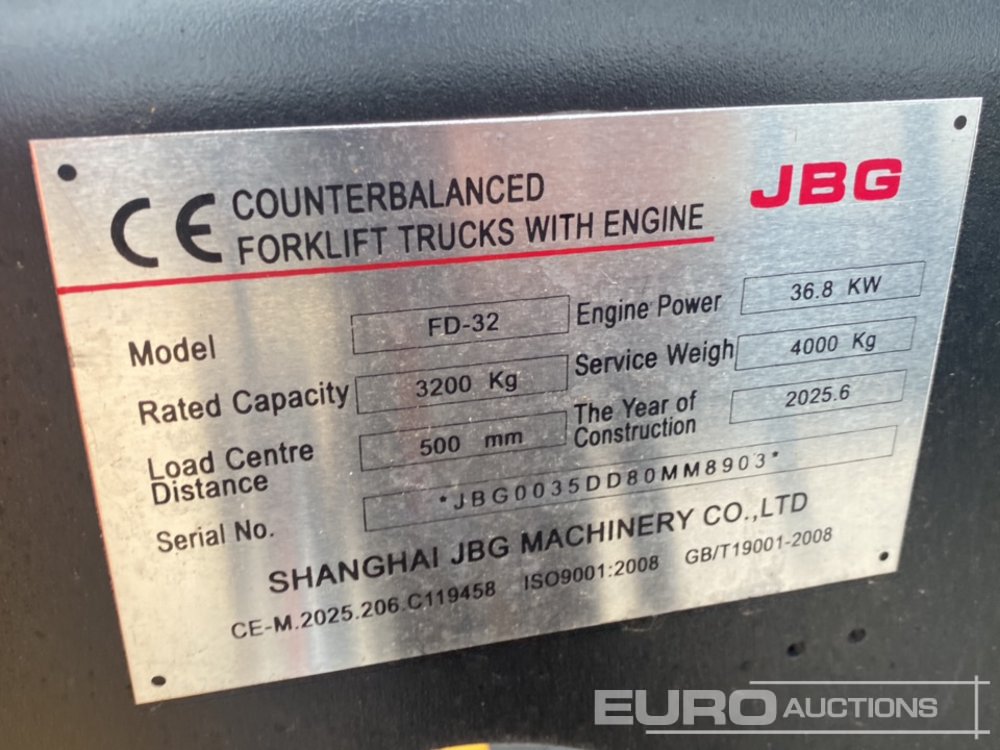 CE COUNTERBALANCED
FORKLIFT TRUCKS WITH ENGINE
JBG
Model FD-32
Engine Power 36.8 KW
Rated Capacity 3200 Kg
Service Weigh 4000 Kg
Load Centre
Distance 500 mm
The Year of
Construction 2025.6
Serial No. *JBG0035DD80MM8903*
SHANGHAI JBG MACHINERY CO.,LTD
CE-M.2025.206.C119458 ISO9001:2008 GB/T19001-2008
EURO AUCTIONS